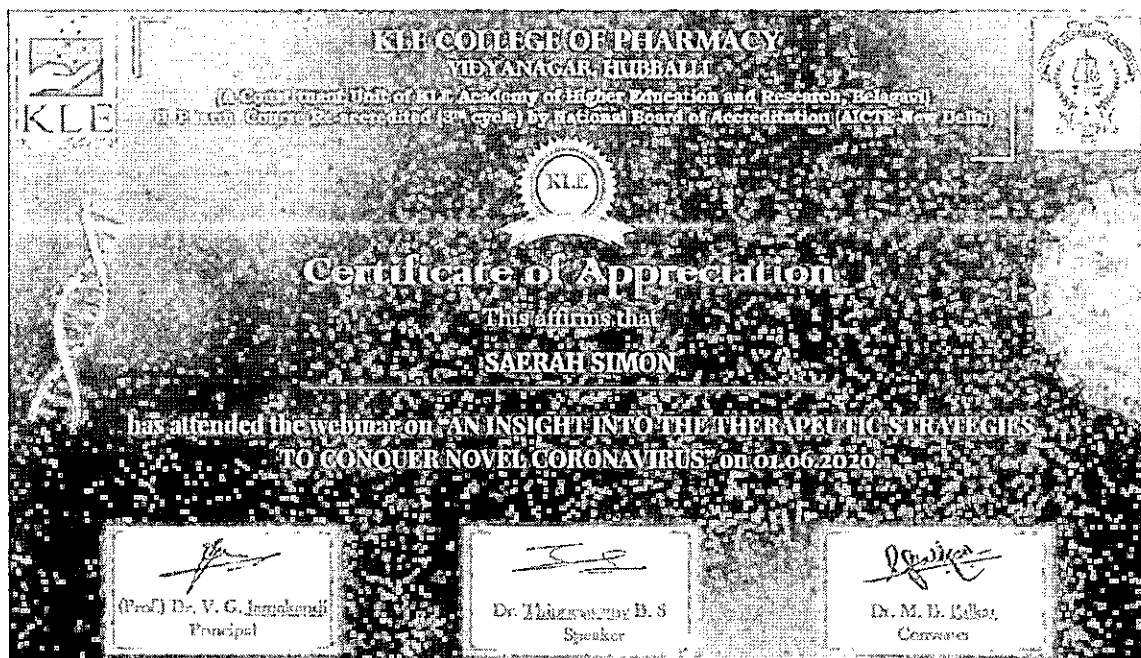 KLE COLLEGE OF PHARMACY
VIDYANAGAR, HUBBALLI
(A Constituent Unit of KLE Academy of Higher Education and Research, Belagavi)
Course Re-accredited (3rd cycle) by National Board of Accreditation (AICTE-New Delhi)
KLE
KLE
Certificate of Appreciation
This affirms that
SAERAH SIMON
has attended the webinar on "AN INSIGHT INTO THE THERAPEUTIC STRATEGIES
TO CONQUER NOVEL CORONAVIRUS" on 01.06.2020
(Prof.) Dr. V. G.
Principal
Dr. D. S
Speaker
Dr. M. D.
Convener